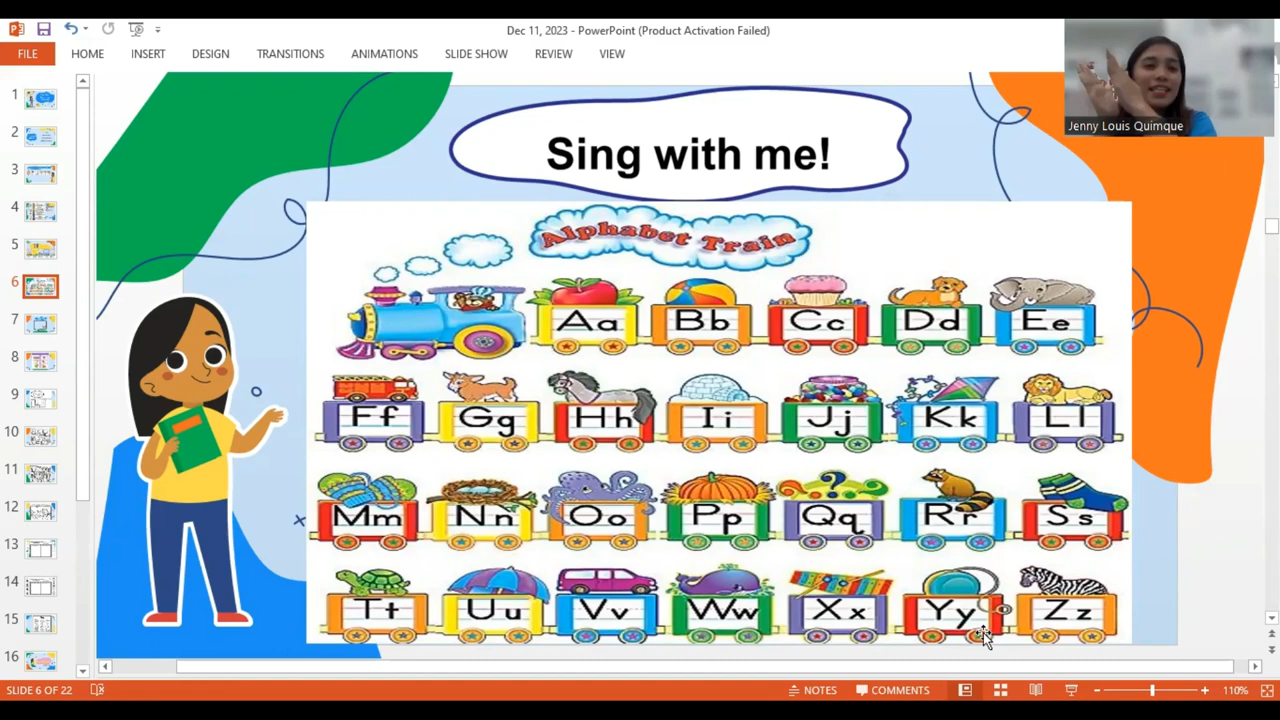 Dec 11, 2023 - PowerPoint (Product Activation Failed)
FILE HOME INSERT DESIGN TRANSITIONS ANIMATIONS SLIDE SHOW REVIEW VIEW
Jenny Louis Quimque
Sing with me!
Alphabet Train
Aa Bb Cc Dd Ee
Ff Gg Hh Ii Jj Kk Ll
Mm Nn Oo Pp Qq Rr Ss
Tt Uu Vv Ww Xx Yy Zz
1
2
3
4
5
6
7
8
9
10
11
12
13
14
15
16
SLIDE 6 OF 22 NOTES COMMENTS 110%